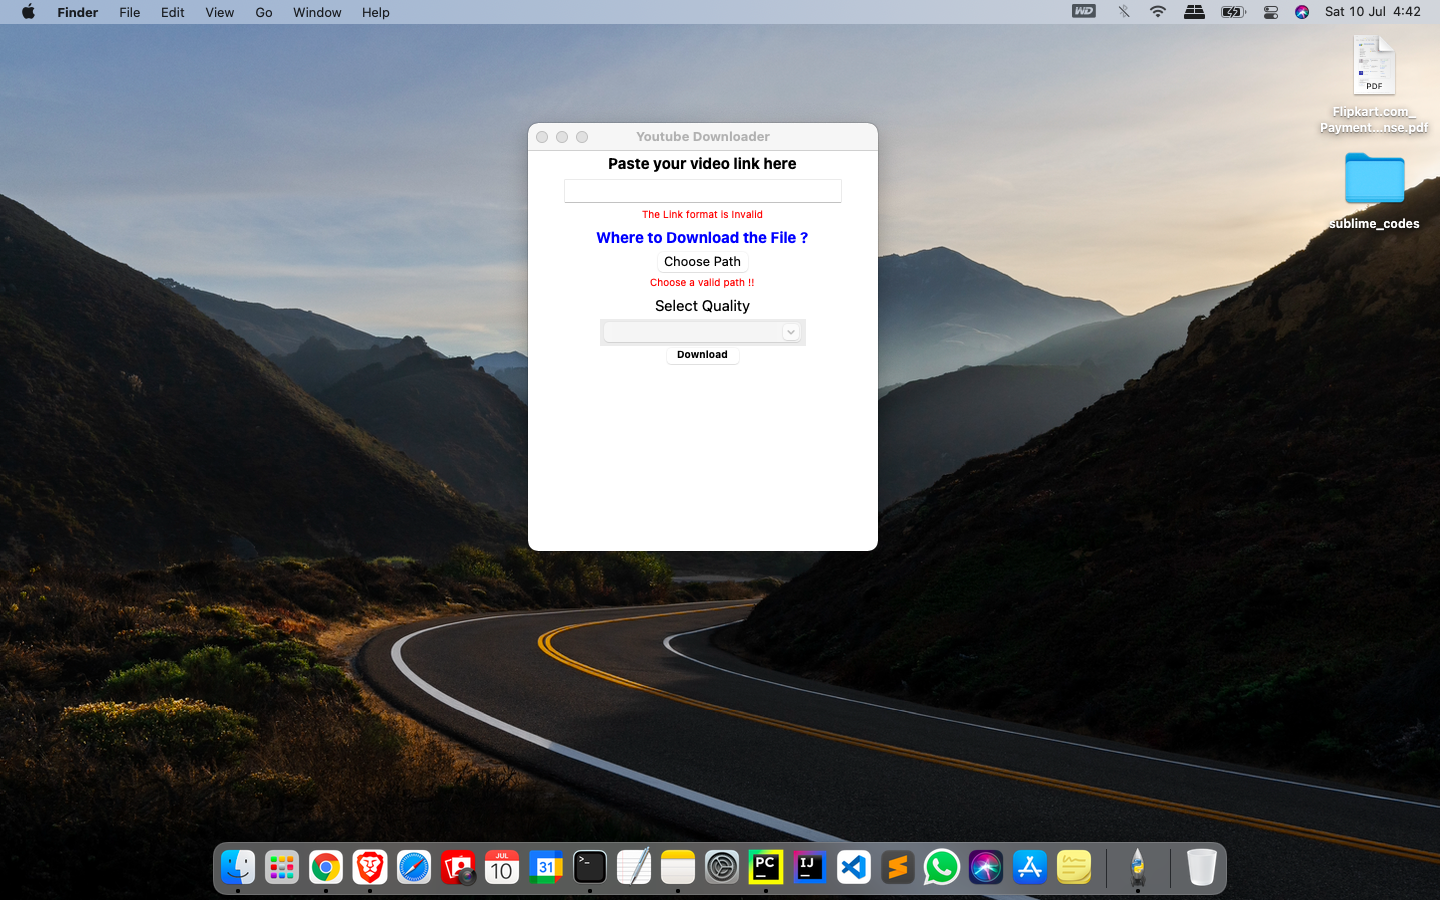 Finder File Edit View Go Window Help
WD Sat 10 Jul 4:42
PDF
Flipkart.com_
Payment...nse.pdf
sublime_codes
Youtube Downloader
Paste your video link here
The Link format is Invalid
Where to Download the File ?
Choose Path
Choose a valid path !!
Select Quality
Download
JUL
10
31
>_
PC
IJ